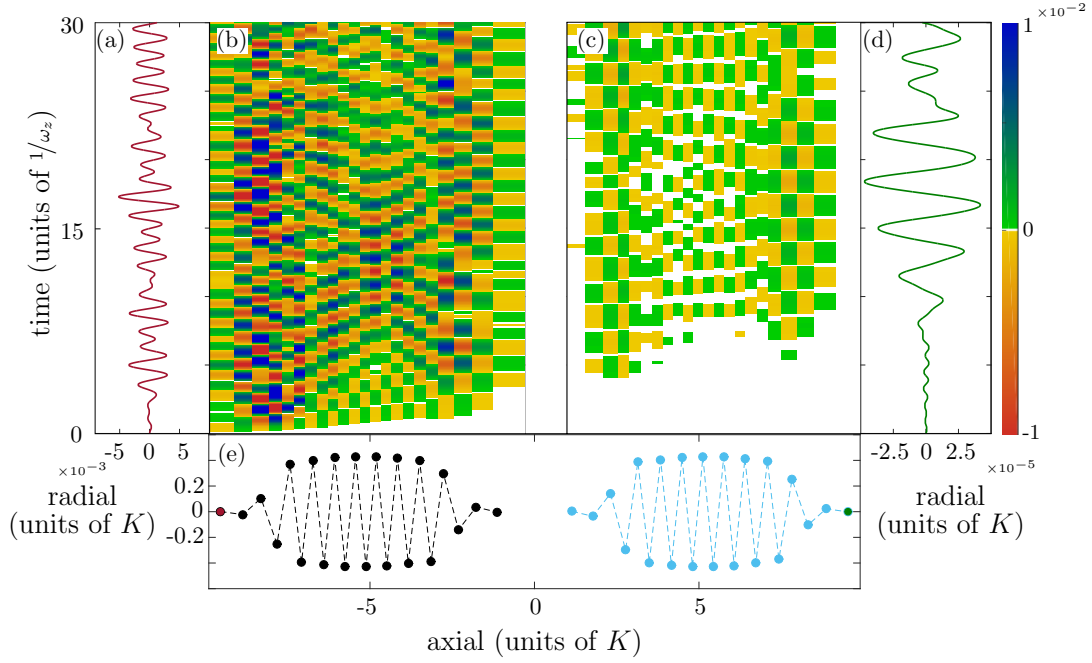 ×10⁻²
30 (a) (b) (c) (d) 1
time (units of 1/ω_z)
15 0
0 -1
-5 0 5 -2.5 0 2.5
×10⁻³ (e) ×10⁻⁵
radial 0.2 radial
(units of K) 0 (units of K)
-0.2
-5 0 5
axial (units of K)